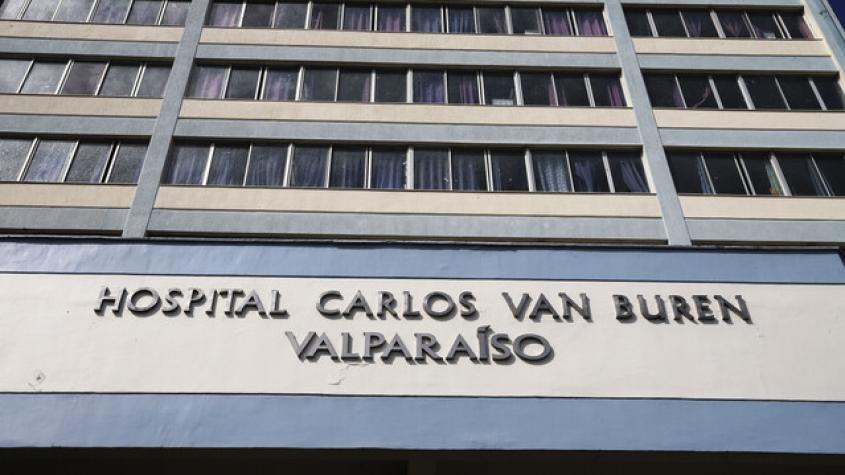 HOSPITAL CARLOS VAN BUREN
VALPARAÍSO